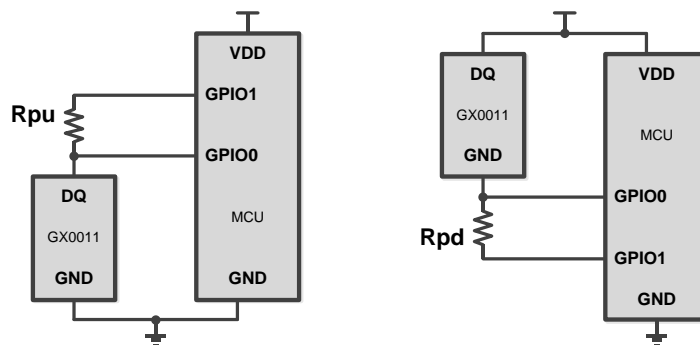 VDD
GPIO1
Rpu
GPIO0
DQ
GX0011
MCU
GND
GND
VDD
DQ
GX0011
MCU
GND
GPIO0
Rpd
GPIO1
GND